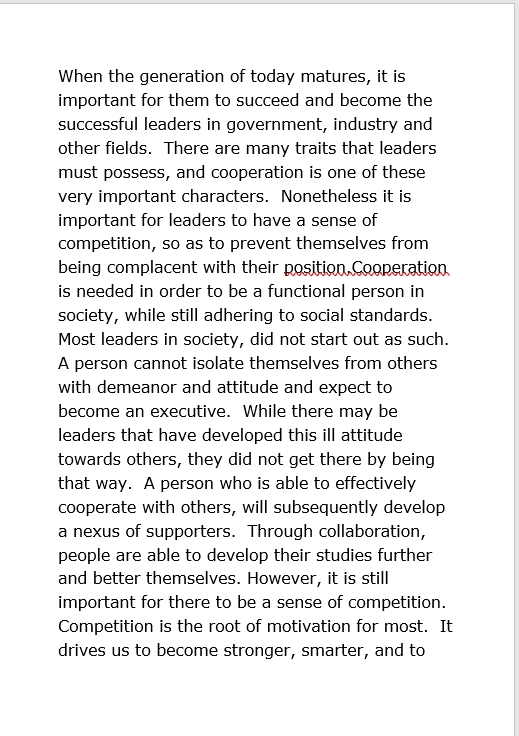 When the generation of today matures, it is
important for them to succeed and become the
successful leaders in government, industry and
other fields.  There are many traits that leaders
must possess, and cooperation is one of these
very important characters.  Nonetheless it is
important for leaders to have a sense of
competition, so as to prevent themselves from
being complacent with their position.Cooperation
is needed in order to be a functional person in
society, while still adhering to social standards.
Most leaders in society, did not start out as such.
A person cannot isolate themselves from others
with demeanor and attitude and expect to
become an executive.  While there may be
leaders that have developed this ill attitude
towards others, they did not get there by being
that way.  A person who is able to effectively
cooperate with others, will subsequently develop
a nexus of supporters.  Through collaboration,
people are able to develop their studies further
and better themselves. However, it is still
important for there to be a sense of competition.
Competition is the root of motivation for most.  It
drives us to become stronger, smarter, and to